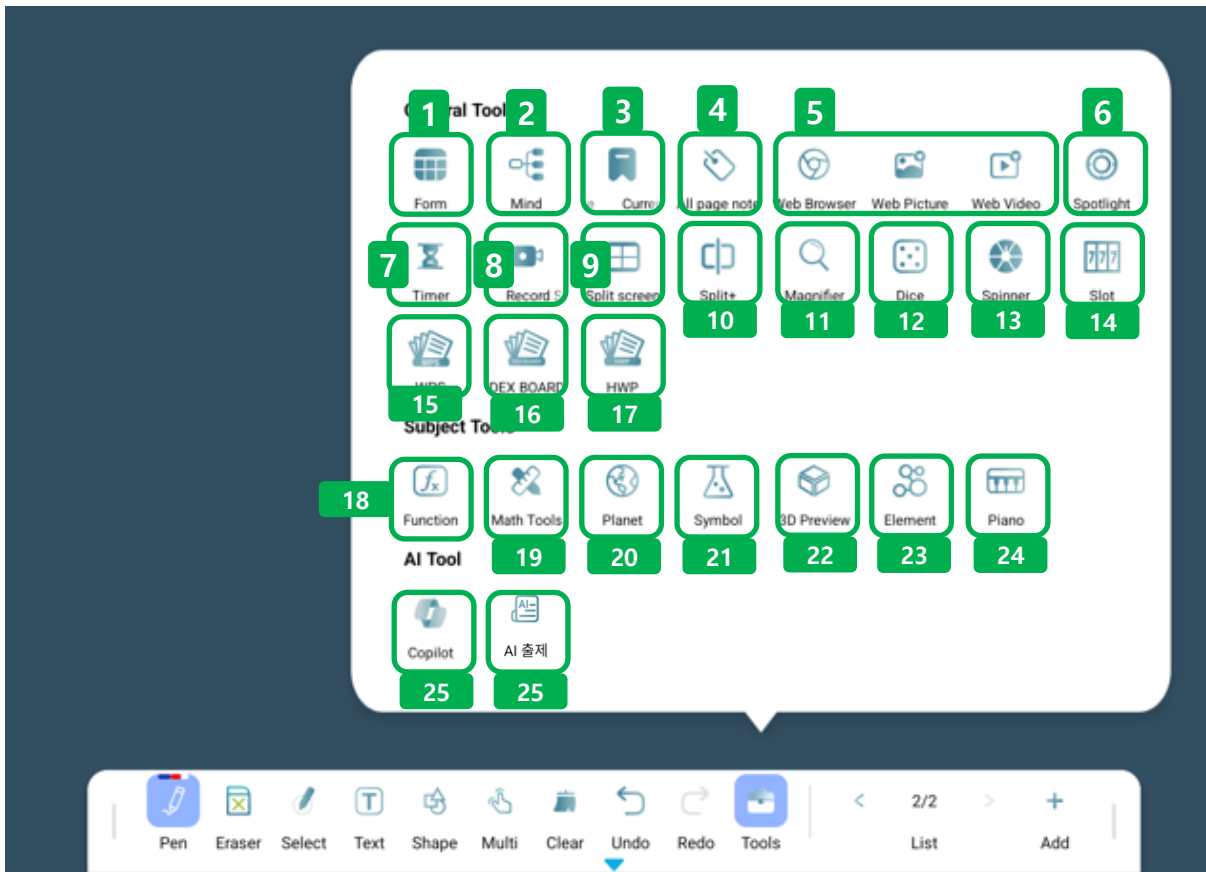 1 2 3 4 5 6
Form Mind Curre All page note Web Browser Web Picture Web Video Spotlight
7 8 9
Timer Record S Split screen Split+ Magnifier Dice Spinner Slot
10 11 12 13 14
DEX BOARD HWP
15 16 17
Subject Tools
18
Function Math Tools Planet Symbol 3D Preview Element Piano
19 20 21 22 23 24
AI Tool
Copilot AI 출제
25 25
2/2
Pen Eraser Select Text Shape Multi Clear Undo Redo Tools List Add